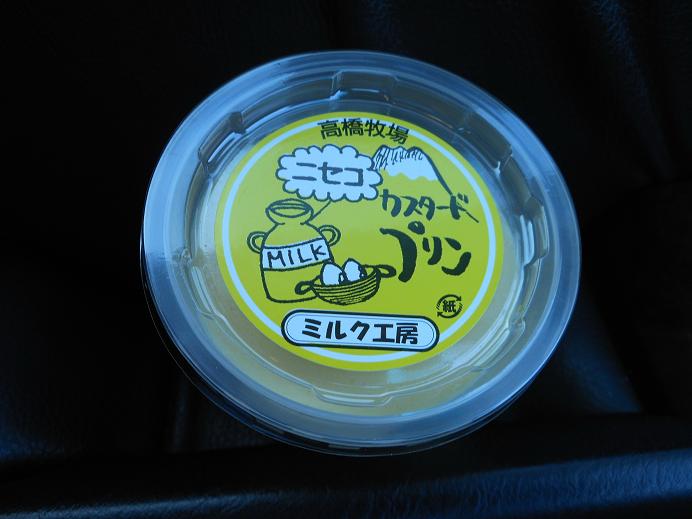 高橋牧場
ニセコ
カスタード
プリン
MILK
紙
ミルク工房